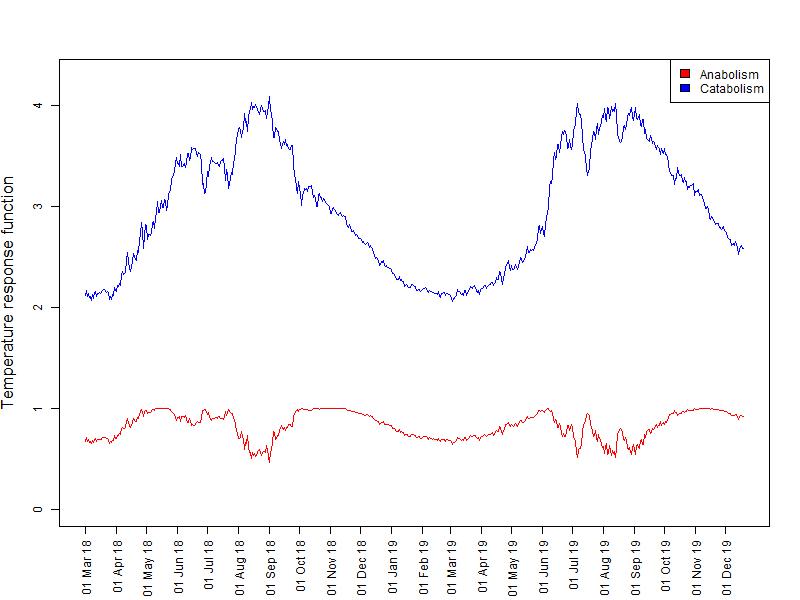 Anabolism
Catabolism
Temperature response function
4
3
2
1
0
01 Mar 18
01 Apr 18
01 May 18
01 Jun 18
01 Jul 18
01 Aug 18
01 Sep 18
01 Oct 18
01 Nov 18
01 Dec 18
01 Jan 19
01 Feb 19
01 Mar 19
01 Apr 19
01 May 19
01 Jun 19
01 Jul 19
01 Aug 19
01 Sep 19
01 Oct 19
01 Nov 19
01 Dec 19